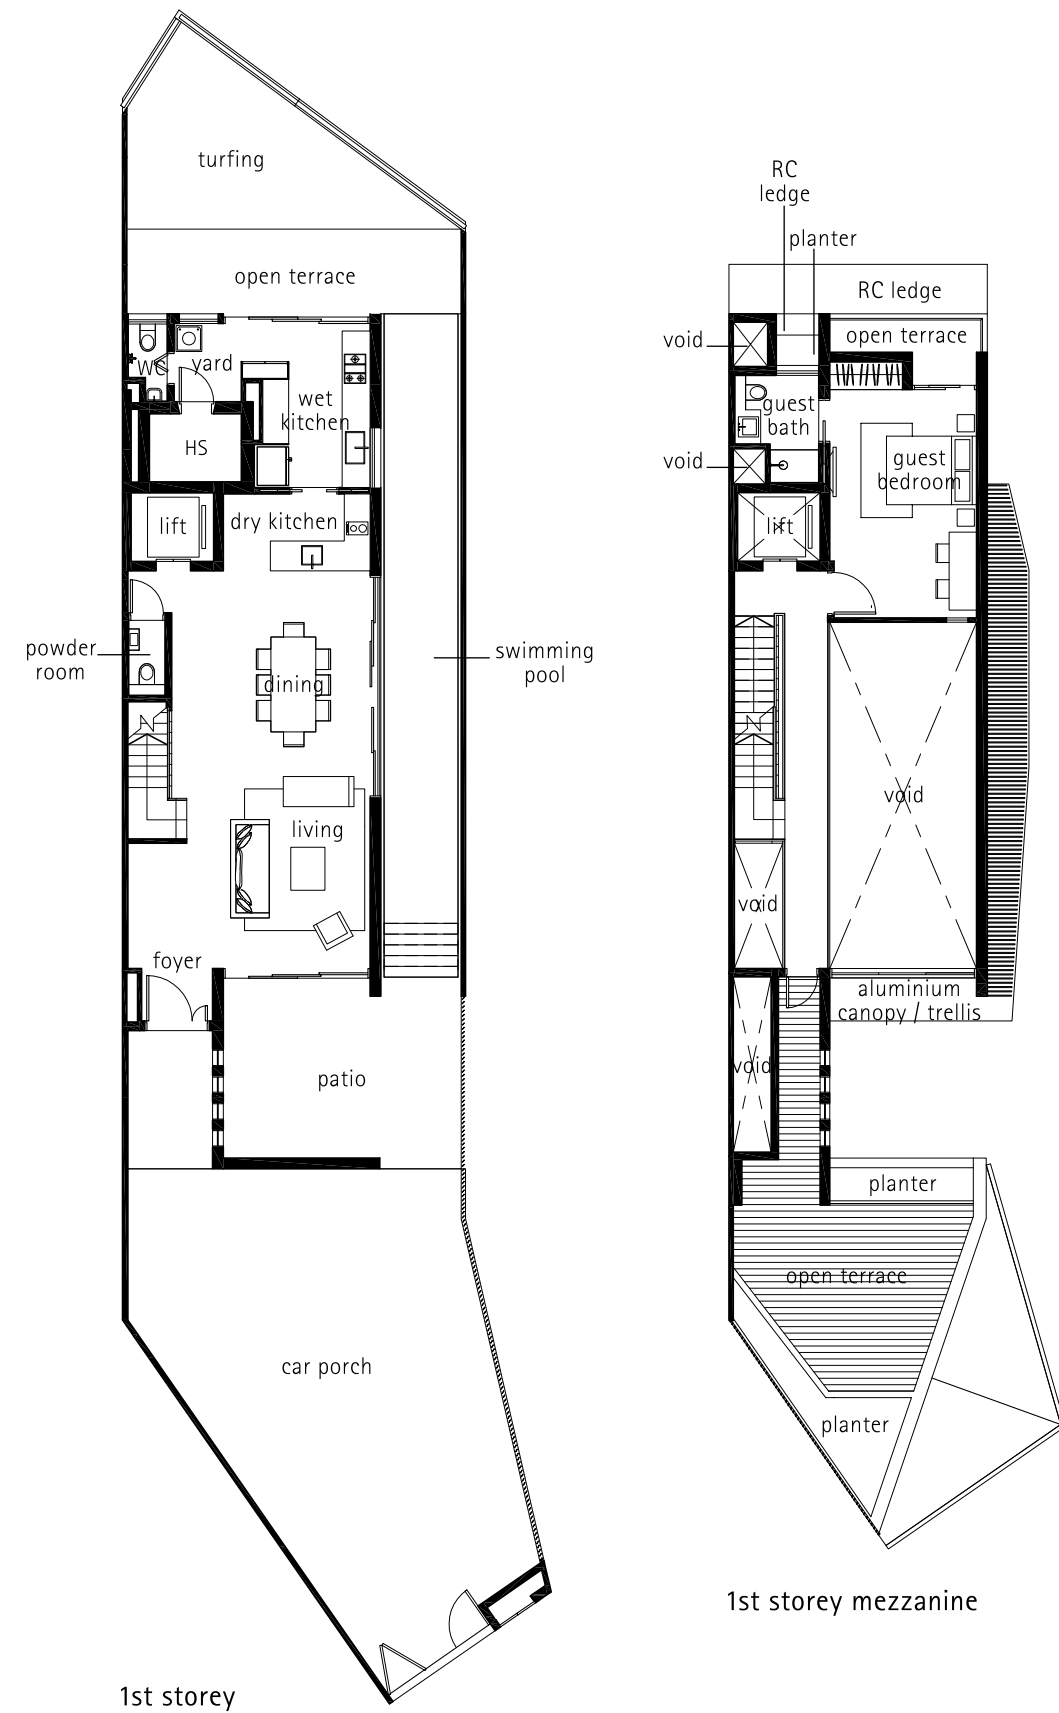 turfing
open terrace
WC
yard
wet
kitchen
HS
lift
dry kitchen
powder
room
dining
swimming
pool
living
foyer
patio
car porch
1st storey
RC
ledge
planter
RC ledge
void
open terrace
guest
bath
void
guest
bedroom
lift
void
void
aluminium
canopy / trellis
void
planter
open terrace
planter
1st storey mezzanine